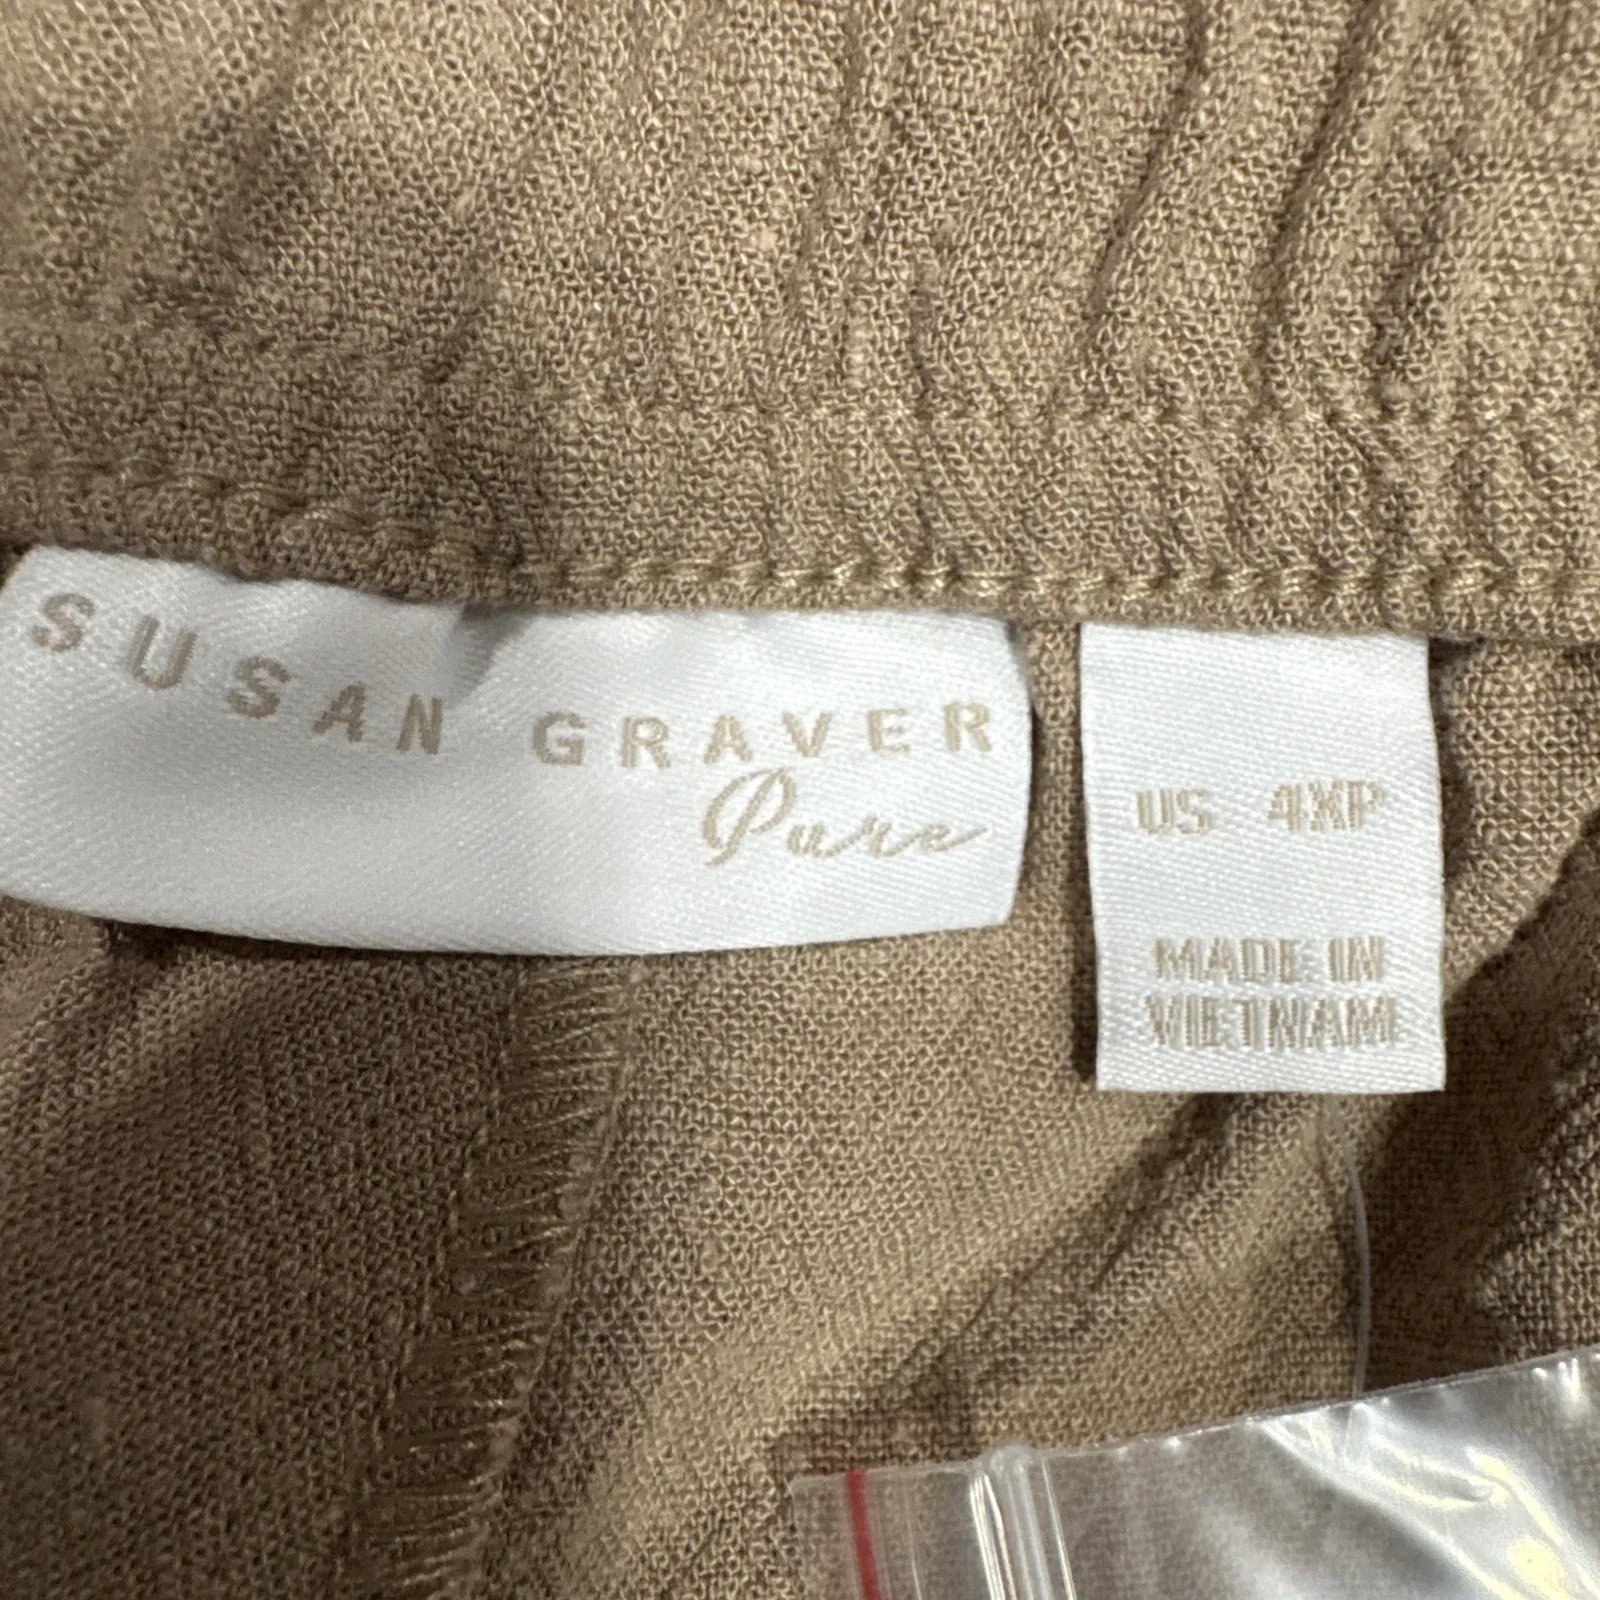 SUSAN GRAVER
Pure
US 4XP
MADE IN
VIETNAM